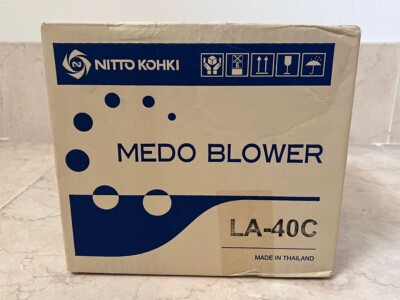 NITTO KOHKI
MEDO BLOWER
LA-40C
MADE IN THAILAND